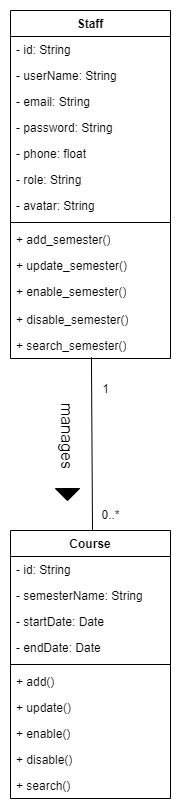 Staff
- id: String
- userName: String
- email: String
- password: String
- phone: float
- role: String
- avatar: String
+ add_semester()
+ update_semester()
+ enable_semester()
+ disable_semester()
+ search_semester()
1
manages
0..*
Course
- id: String
- semesterName: String
- startDate: Date
- endDate: Date
+ add()
+ update()
+ enable()
+ disable()
+ search()